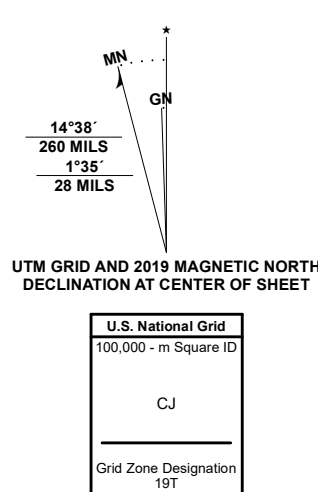 ★
MN
GN
14°38´
260 MILS
1°35´
28 MILS
UTM GRID AND 2019 MAGNETIC NORTH
DECLINATION AT CENTER OF SHEET
U.S. National Grid
100,000 - m Square ID
CJ
Grid Zone Designation
19T